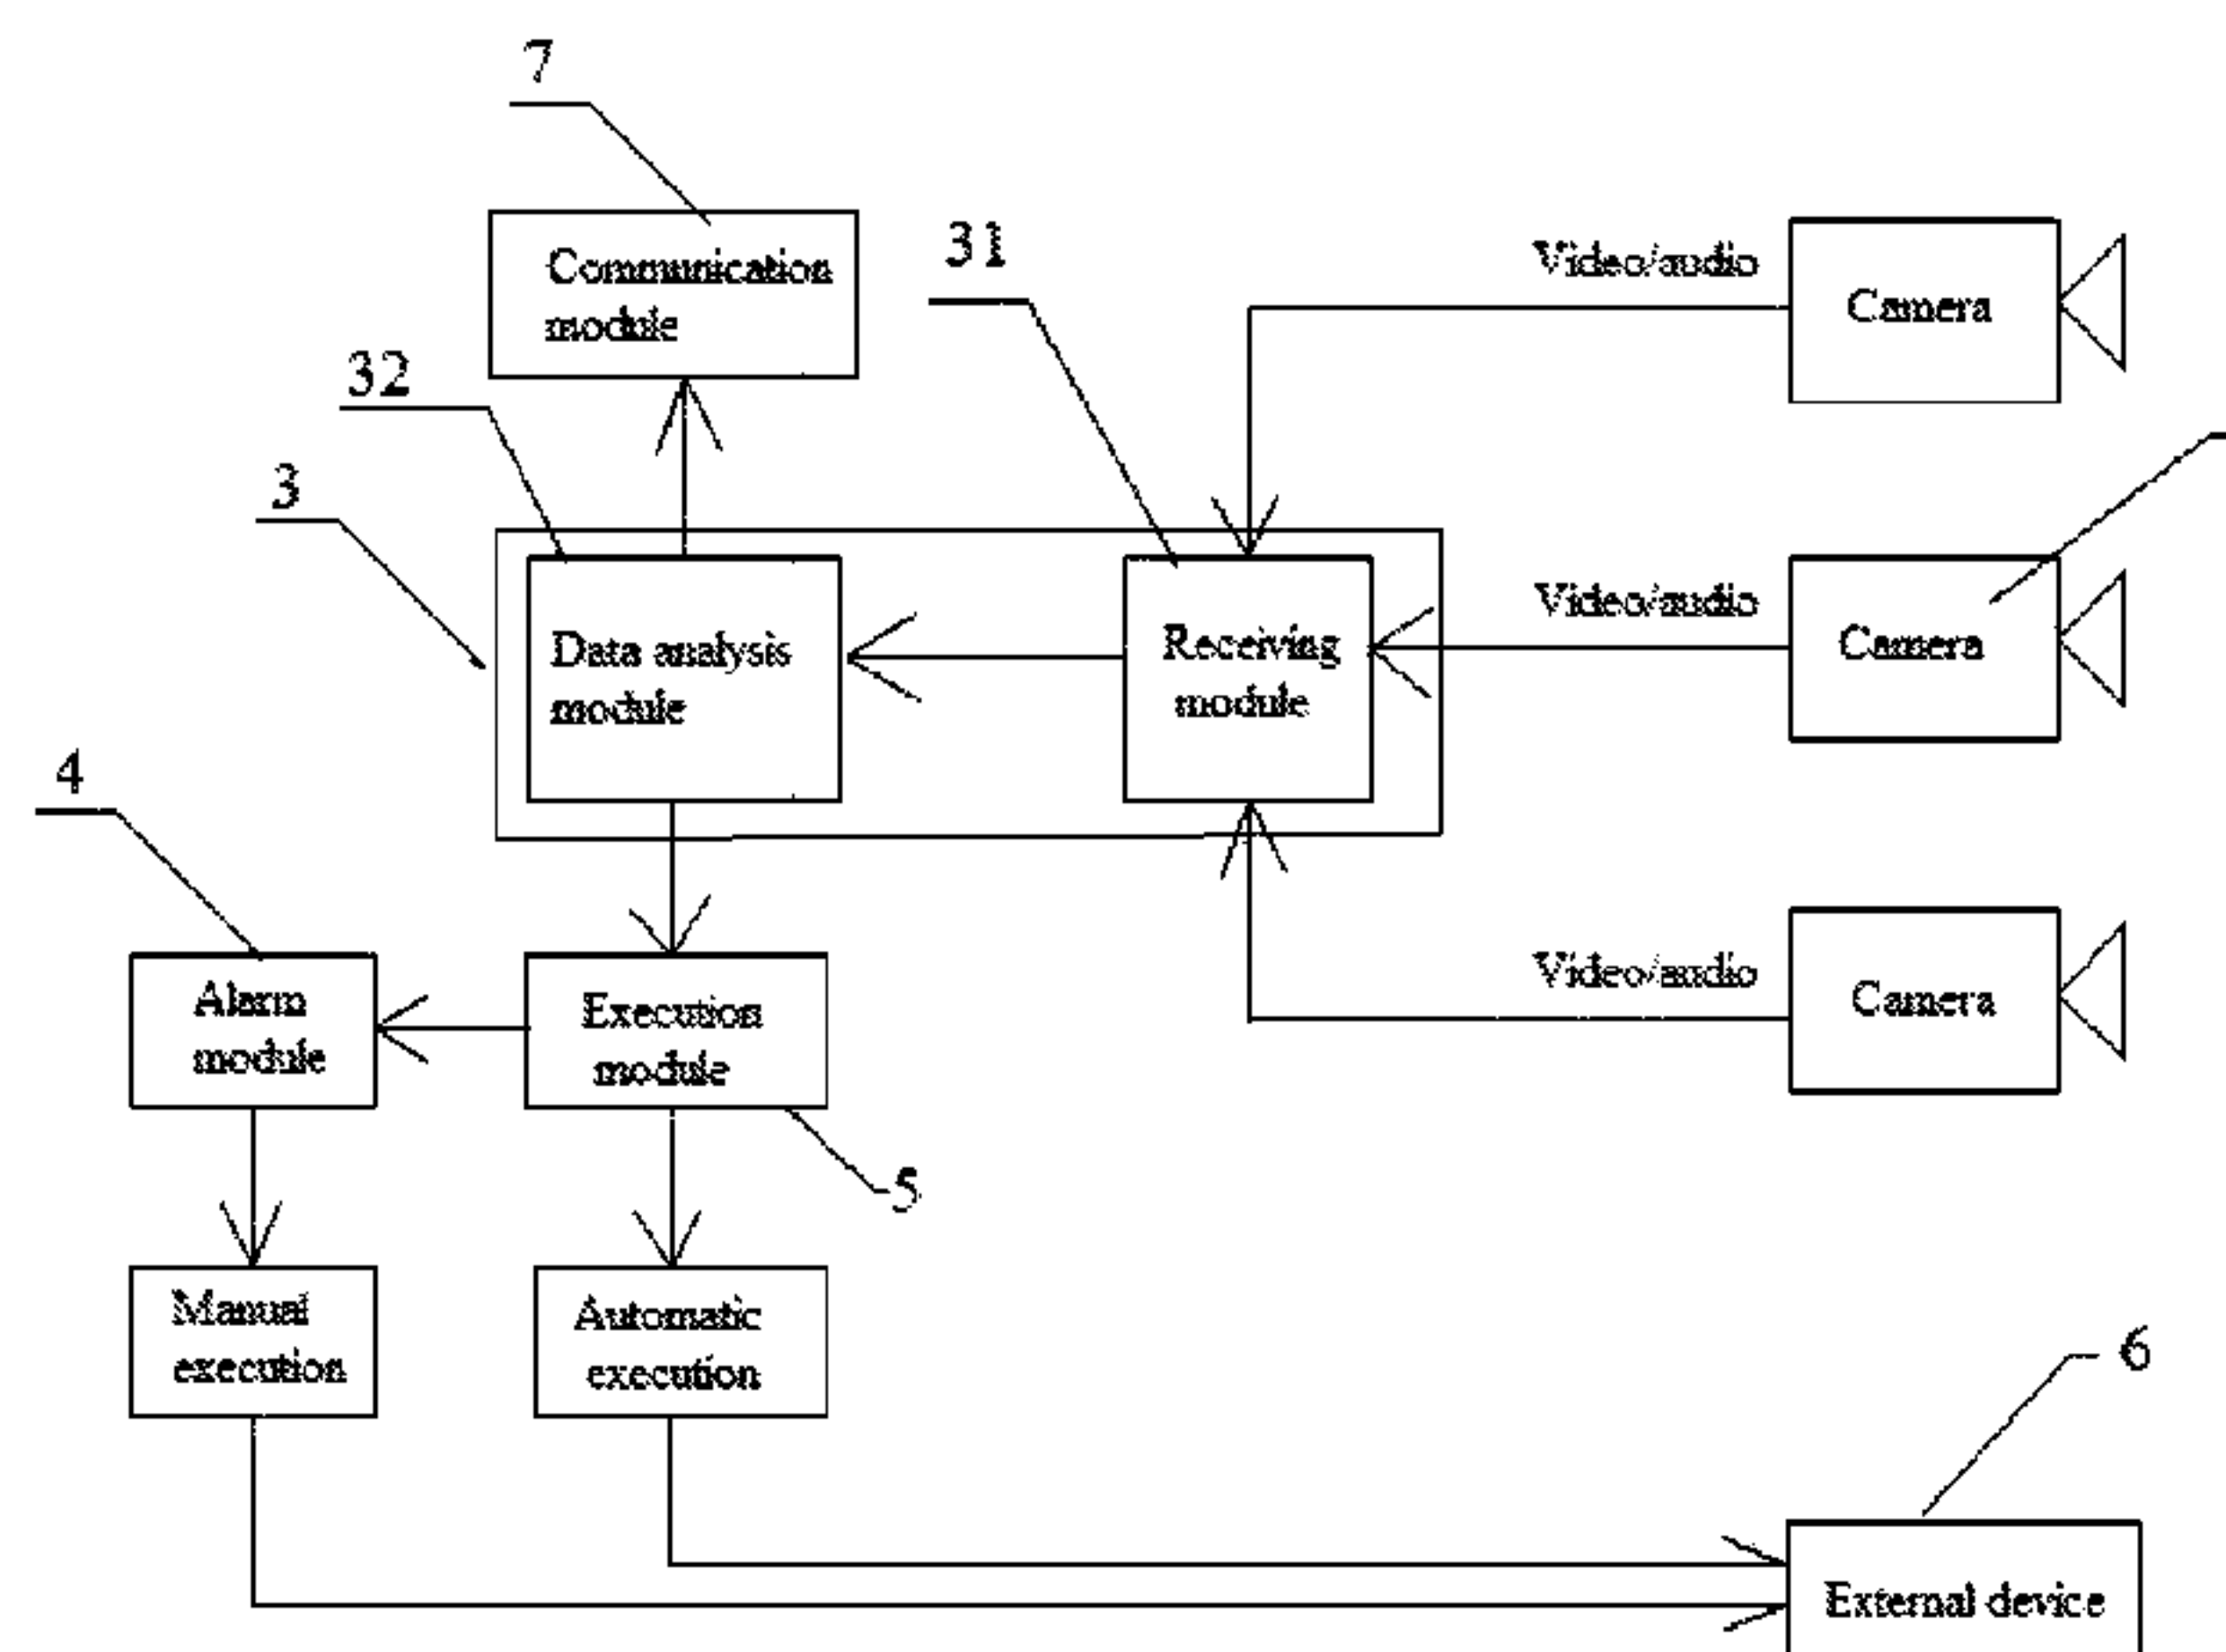 7
Communication
module
31
Video/audio
Camera
32
3
Data analysis
module
Receiving
module
Video/audio
Camera
4
Alarm
module
Execution
module
Video/audio
Camera
5
Manual
execution
Automatic
execution
6
External device